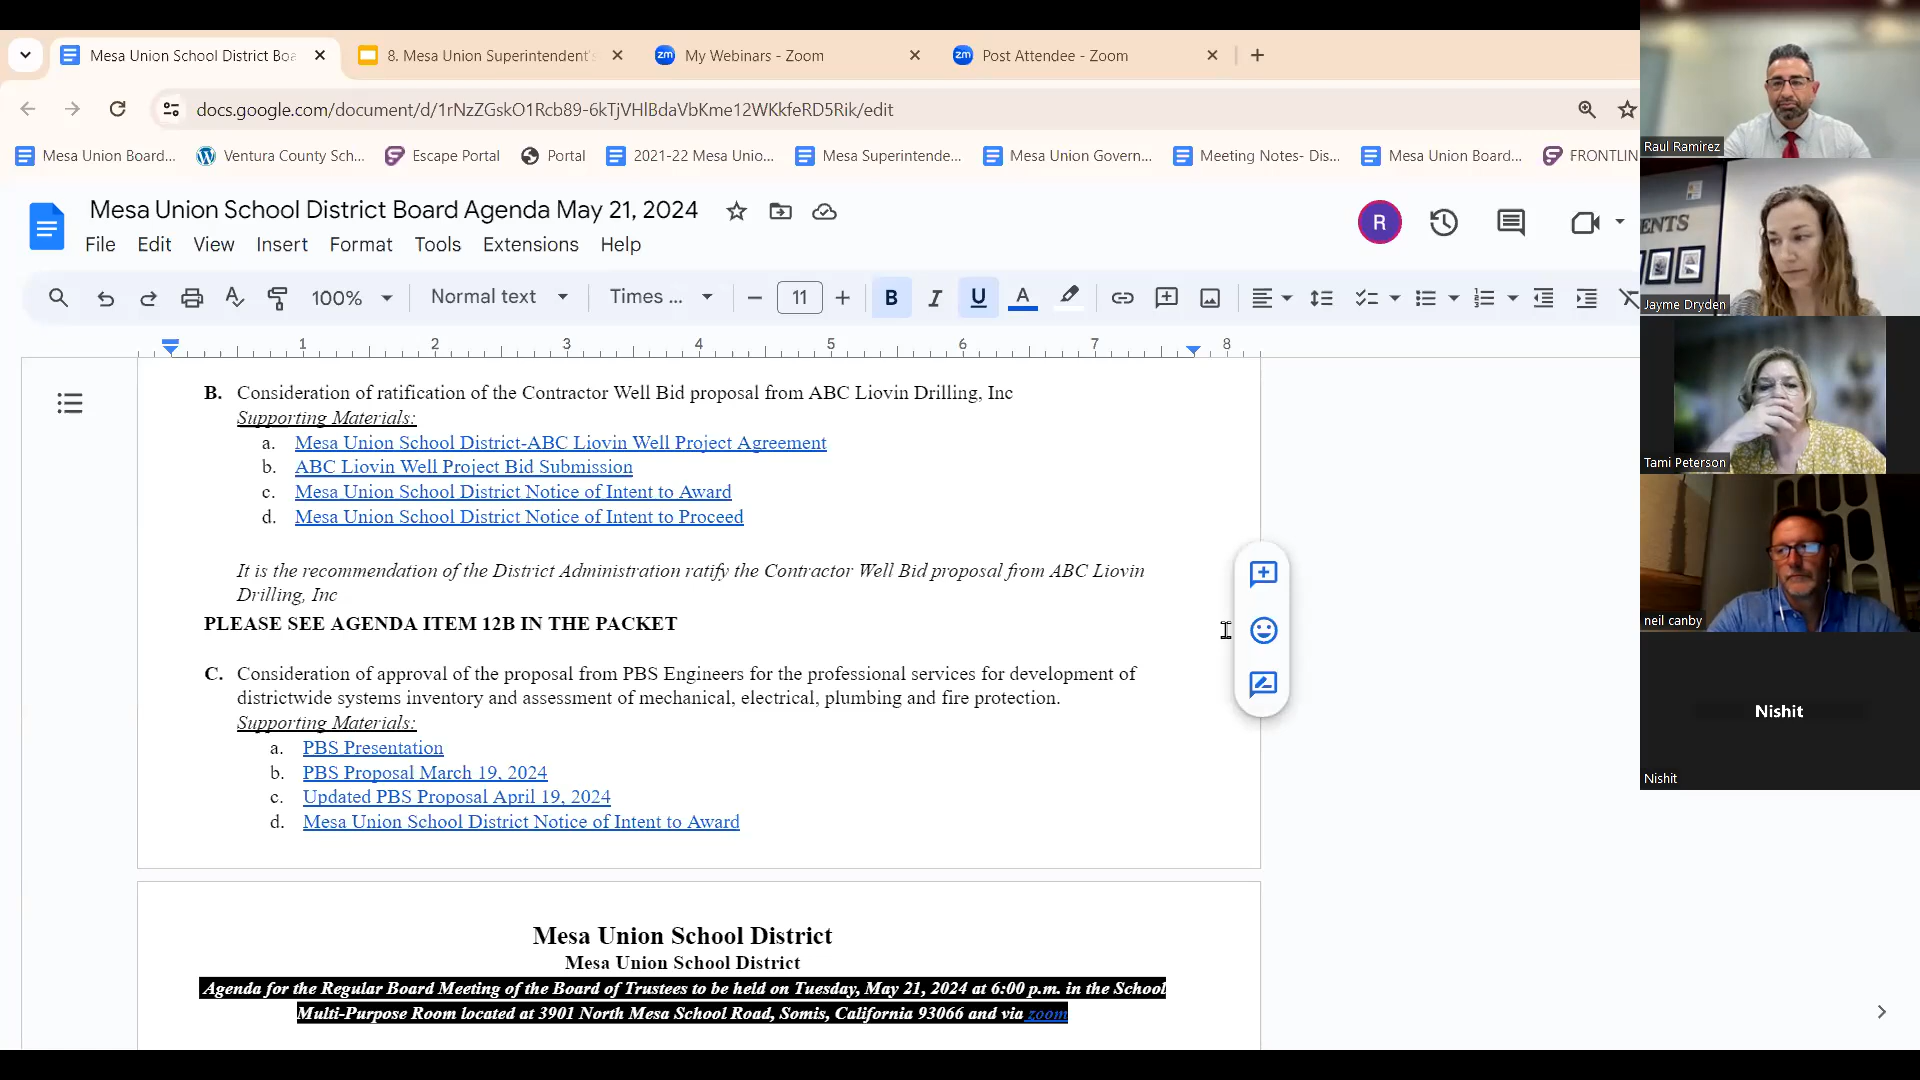 Mesa Union School District Boa
8. Mesa Union Superintendent's
zm My Webinars - Zoom
zm Post Attendee - Zoom
docs.google.com/document/d/1rNzZGskO1Rcb89-6kTjVHlBdaVbKme12WKkfeRD5Rik/edit
Mesa Union Board...
Ventura County Sch...
Escape Portal
Portal
2021-22 Mesa Unio...
Mesa Superintende...
Mesa Union Govern...
Meeting Notes- Dis...
Mesa Union Board...
FRONTLIN
Mesa Union School District Board Agenda May 21, 2024
File Edit View Insert Format Tools Extensions Help
R
100% Normal text Times ... 11 B I U A
1 2 3 4 5 6 7 8
B. Consideration of ratification of the Contractor Well Bid proposal from ABC Liovin Drilling, Inc
Supporting Materials:
a. Mesa Union School District-ABC Liovin Well Project Agreement
b. ABC Liovin Well Project Bid Submission
c. Mesa Union School District Notice of Intent to Award
d. Mesa Union School District Notice of Intent to Proceed
It is the recommendation of the District Administration ratify the Contractor Well Bid proposal from ABC Liovin
Drilling, Inc
PLEASE SEE AGENDA ITEM 12B IN THE PACKET
C. Consideration of approval of the proposal from PBS Engineers for the professional services for development of
districtwide systems inventory and assessment of mechanical, electrical, plumbing and fire protection.
Supporting Materials:
a. PBS Presentation
b. PBS Proposal March 19, 2024
c. Updated PBS Proposal April 19, 2024
d. Mesa Union School District Notice of Intent to Award
Mesa Union School District
Mesa Union School District
Agenda for the Regular Board Meeting of the Board of Trustees to be held on Tuesday, May 21, 2024 at 6:00 p.m. in the School
Multi-Purpose Room located at 3901 North Mesa School Road, Somis, California 93066 and via zoom
Raul Ramirez
ENTS
Jayme Dryden
Tami Peterson
neil canby
Nishit
Nishit